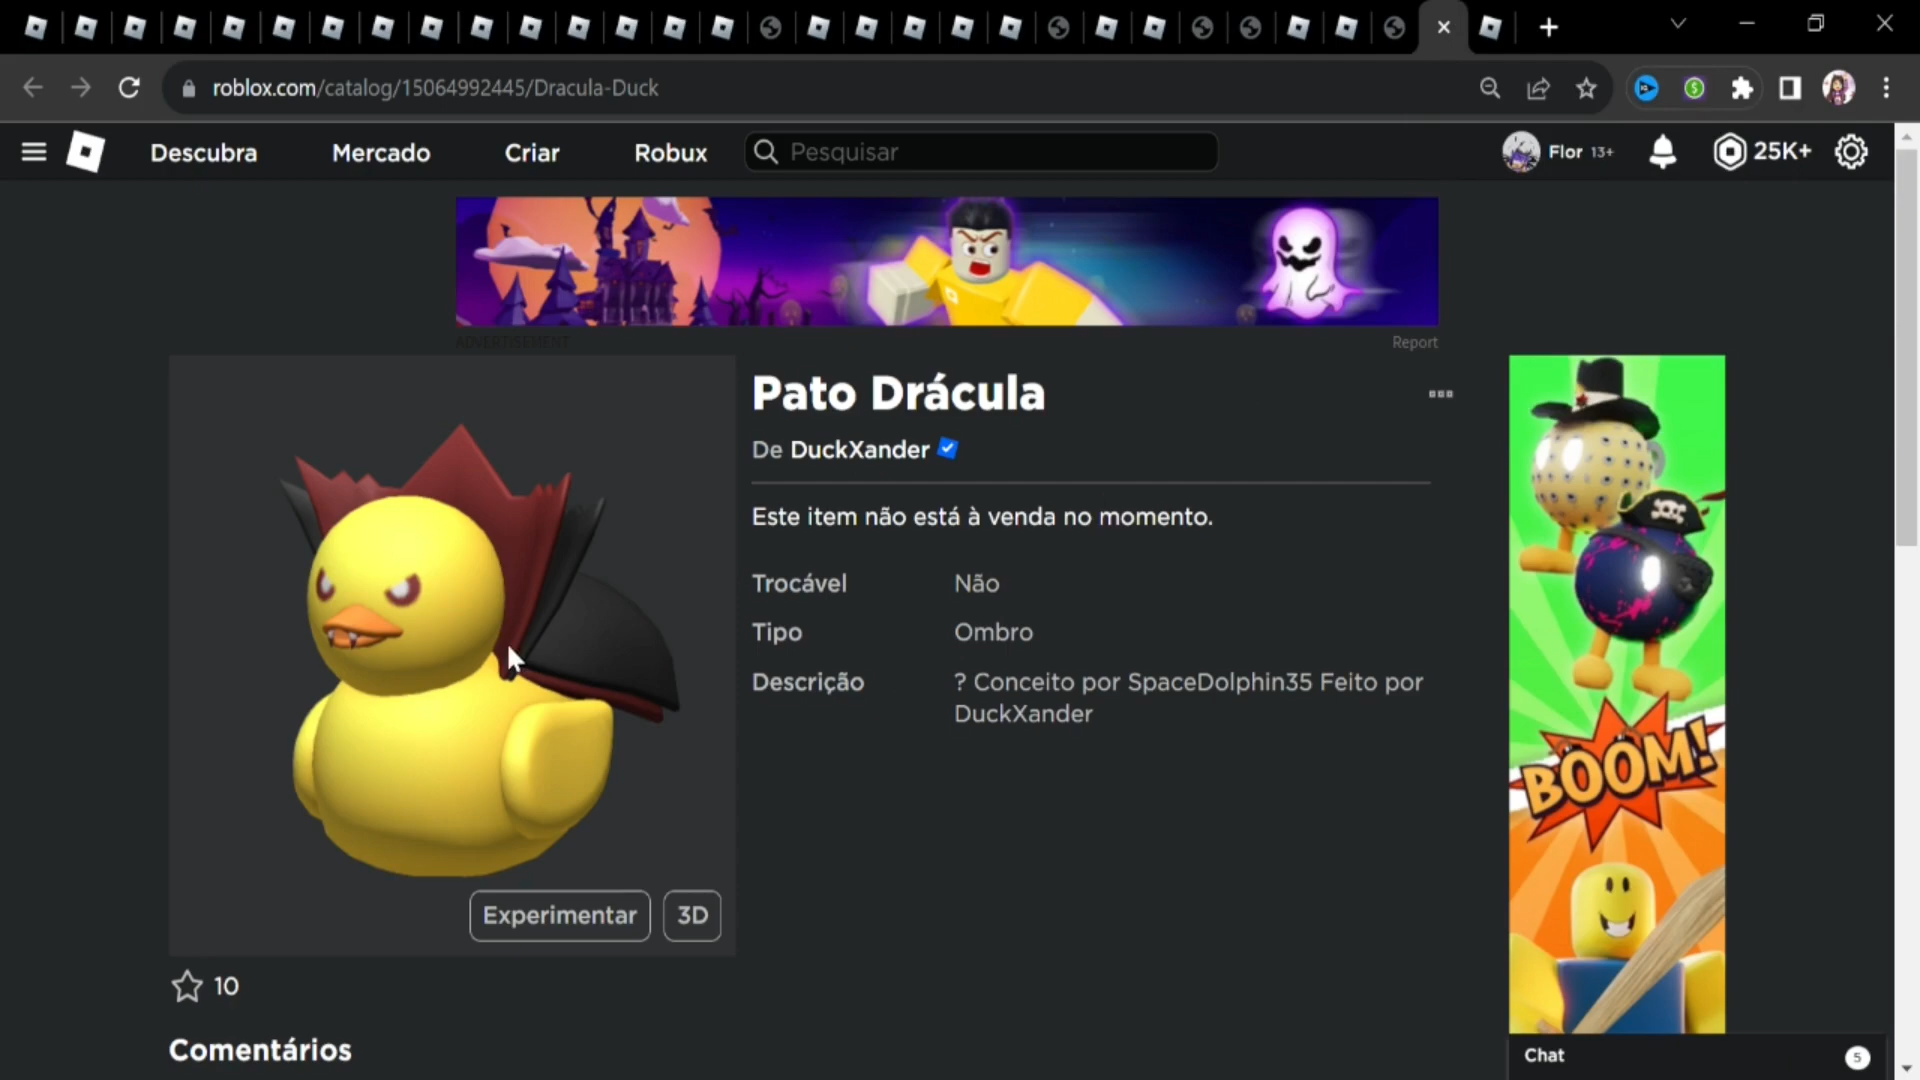 roblox.com/catalog/15064992445/Dracula-Duck
Descubra
Mercado
Criar
Robux
Pesquisar
Flor 13+
25K+
ADVERTISEMENT
Report
Pato Drácula
De DuckXander
Este item não está à venda no momento.
Trocável Não
Tipo Ombro
Descrição ? Conceito por SpaceDolphin35 Feito por
DuckXander
Experimentar
3D
10
Comentários
BOOM!
Chat
5